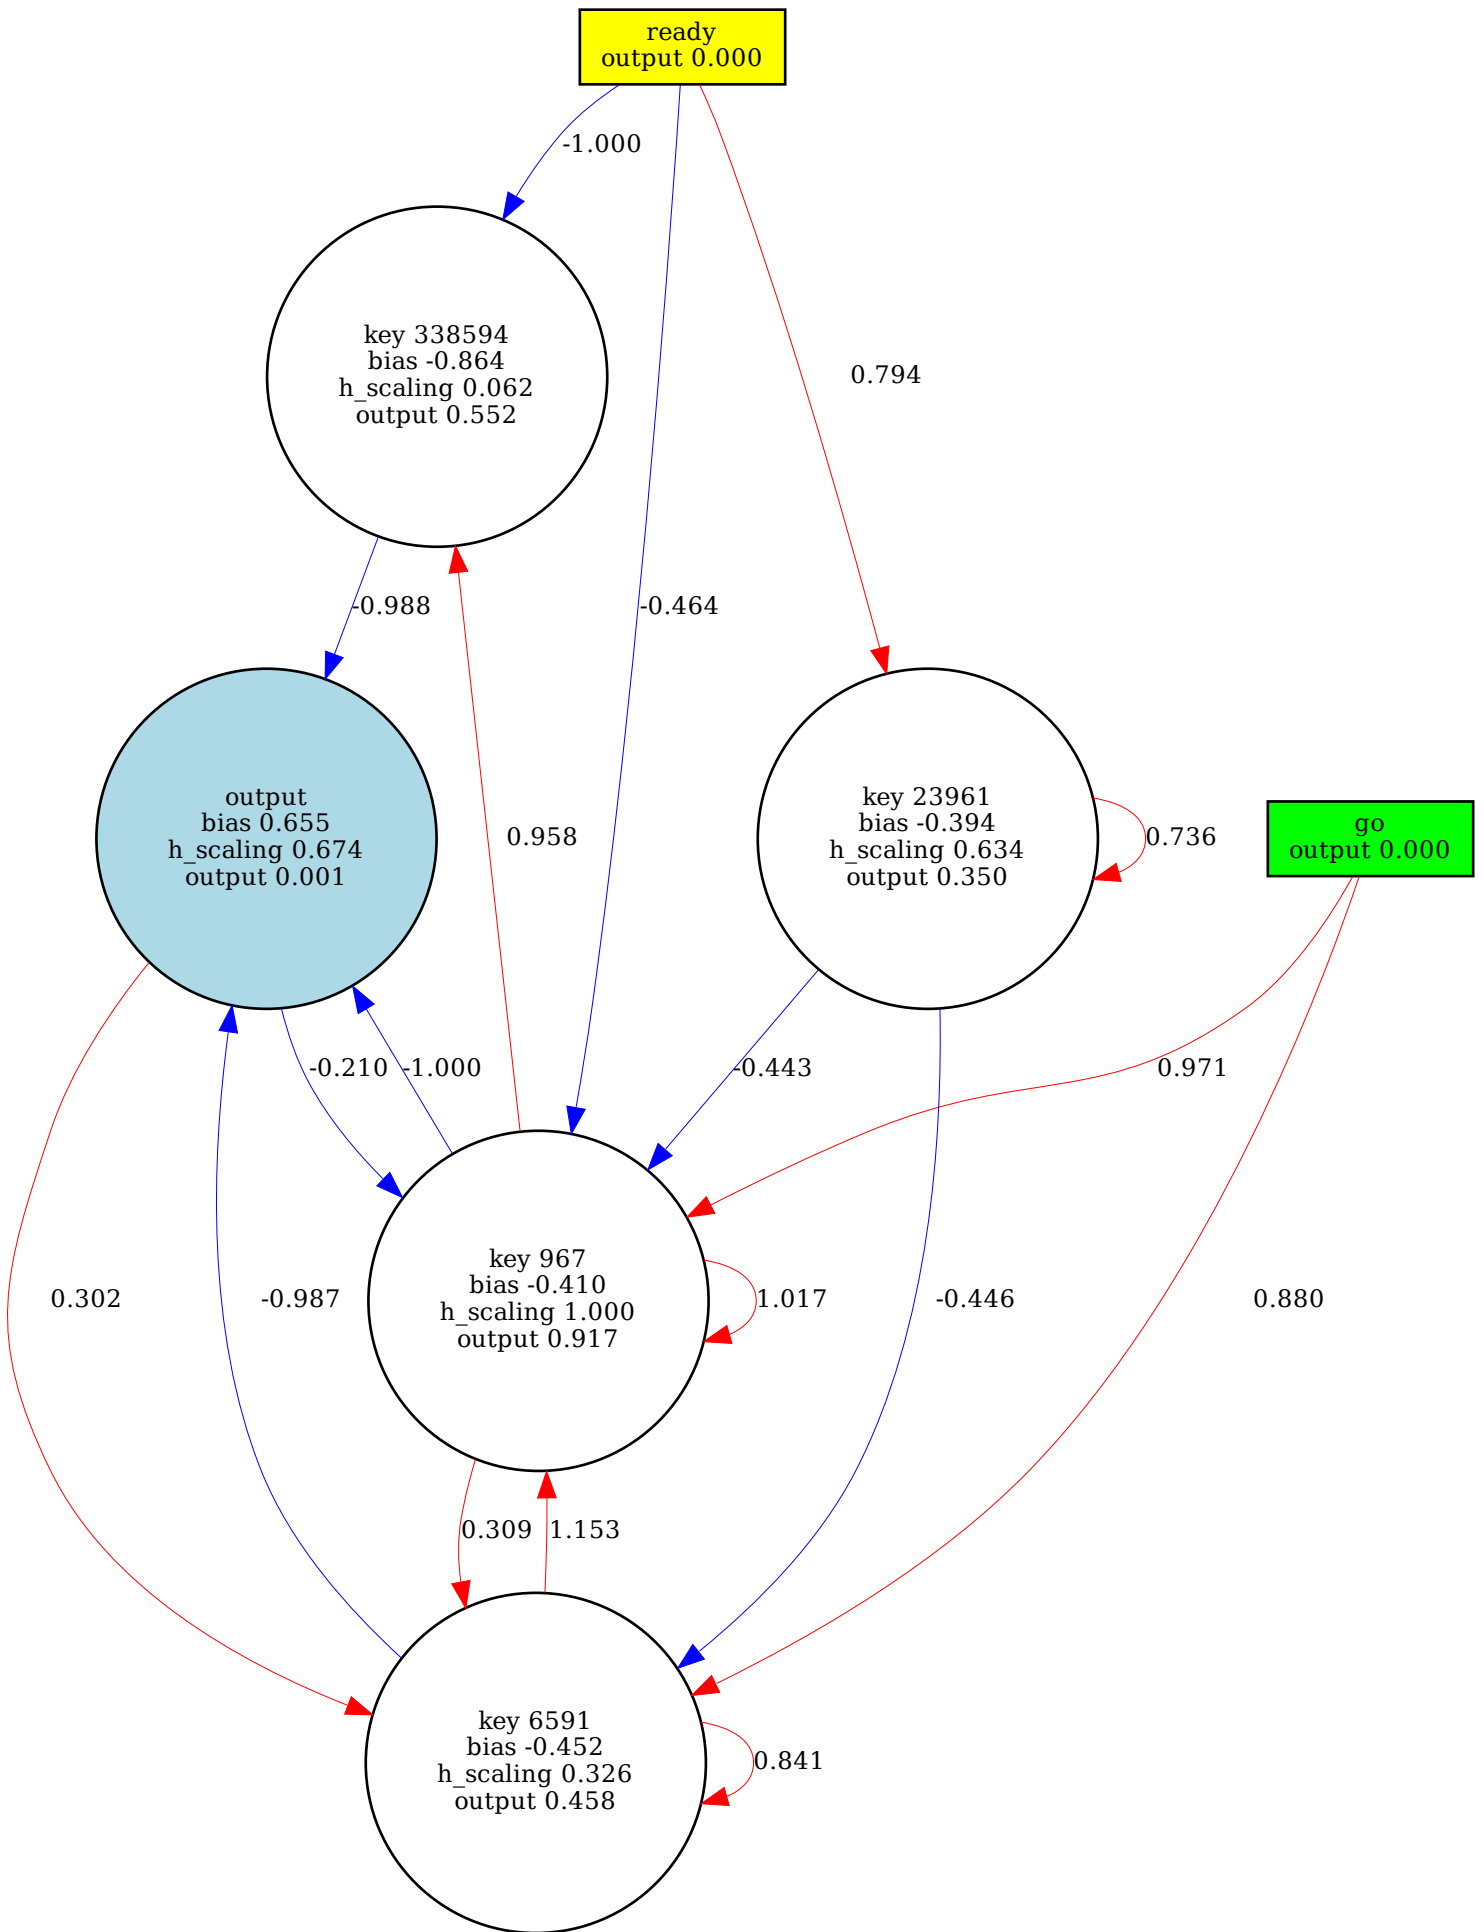 ready
output 0.000
-1.000
key 338594
bias -0.864
h_scaling 0.062
output 0.552
0.794
-0.988
-0.464
output
bias 0.655
h_scaling 0.674
output 0.001
0.958
key 23961
bias -0.394
h_scaling 0.634
output 0.350
0.736
go
output 0.000
-0.210
-1.000
-0.443
0.971
0.302
-0.987
key 967
bias -0.410
h_scaling 1.000
output 0.917
1.017
-0.446
0.880
0.309
1.153
key 6591
bias -0.452
h_scaling 0.326
output 0.458
0.841